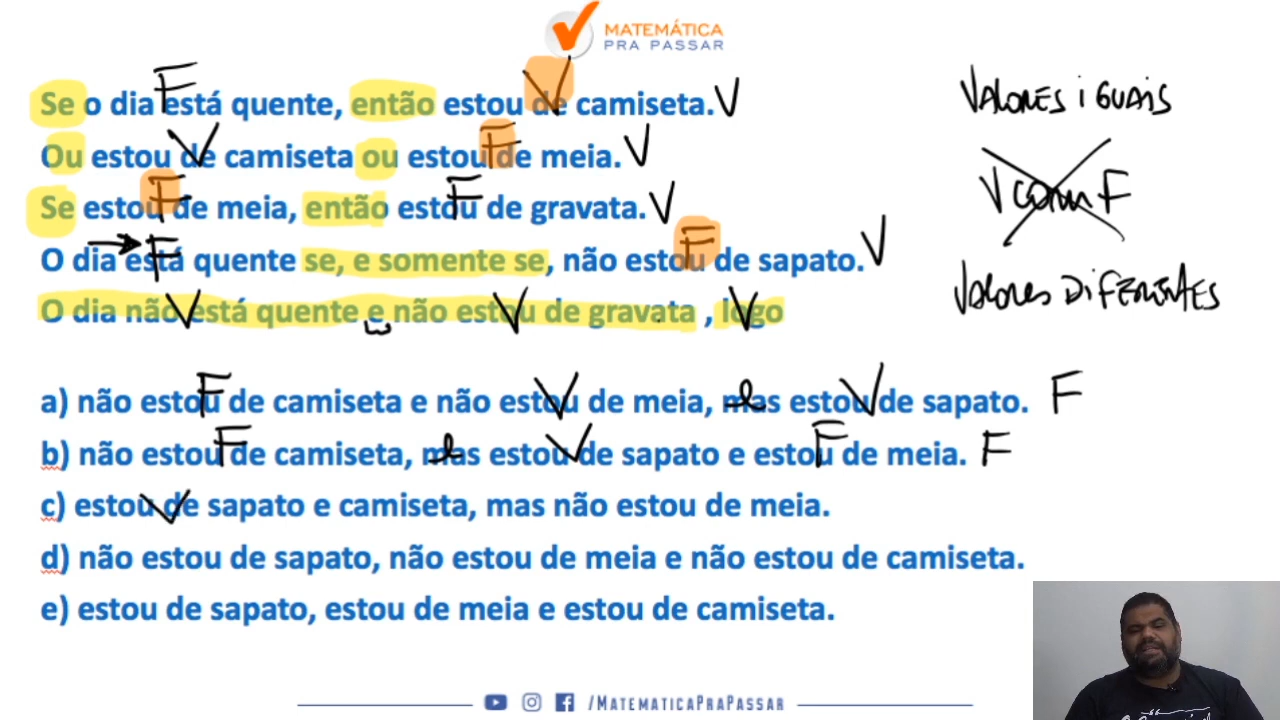 MATEMÁTICA
PRA PASSAR
Se o dia está quente, então estou de camiseta. V
F V
Ou estou de camiseta ou estou de meia. V
V F
Se estou de meia, então estou de gravata. V
F F
O dia está quente se, e somente se, não estou de sapato. V
F F
O dia não está quente e não estou de gravata , logo
V V V
VALORES iGUAiS
V com F
VALORES DiFERENTES
a) não estou de camiseta e não estou de meia, mas estou de sapato. F
F V e V
b) não estou de camiseta, mas estou de sapato e estou de meia. F
F e V F
c) estou de sapato e camiseta, mas não estou de meia.
V
d) não estou de sapato, não estou de meia e não estou de camiseta.
e) estou de sapato, estou de meia e estou de camiseta.
/MATEMATICAPRAPASSAR